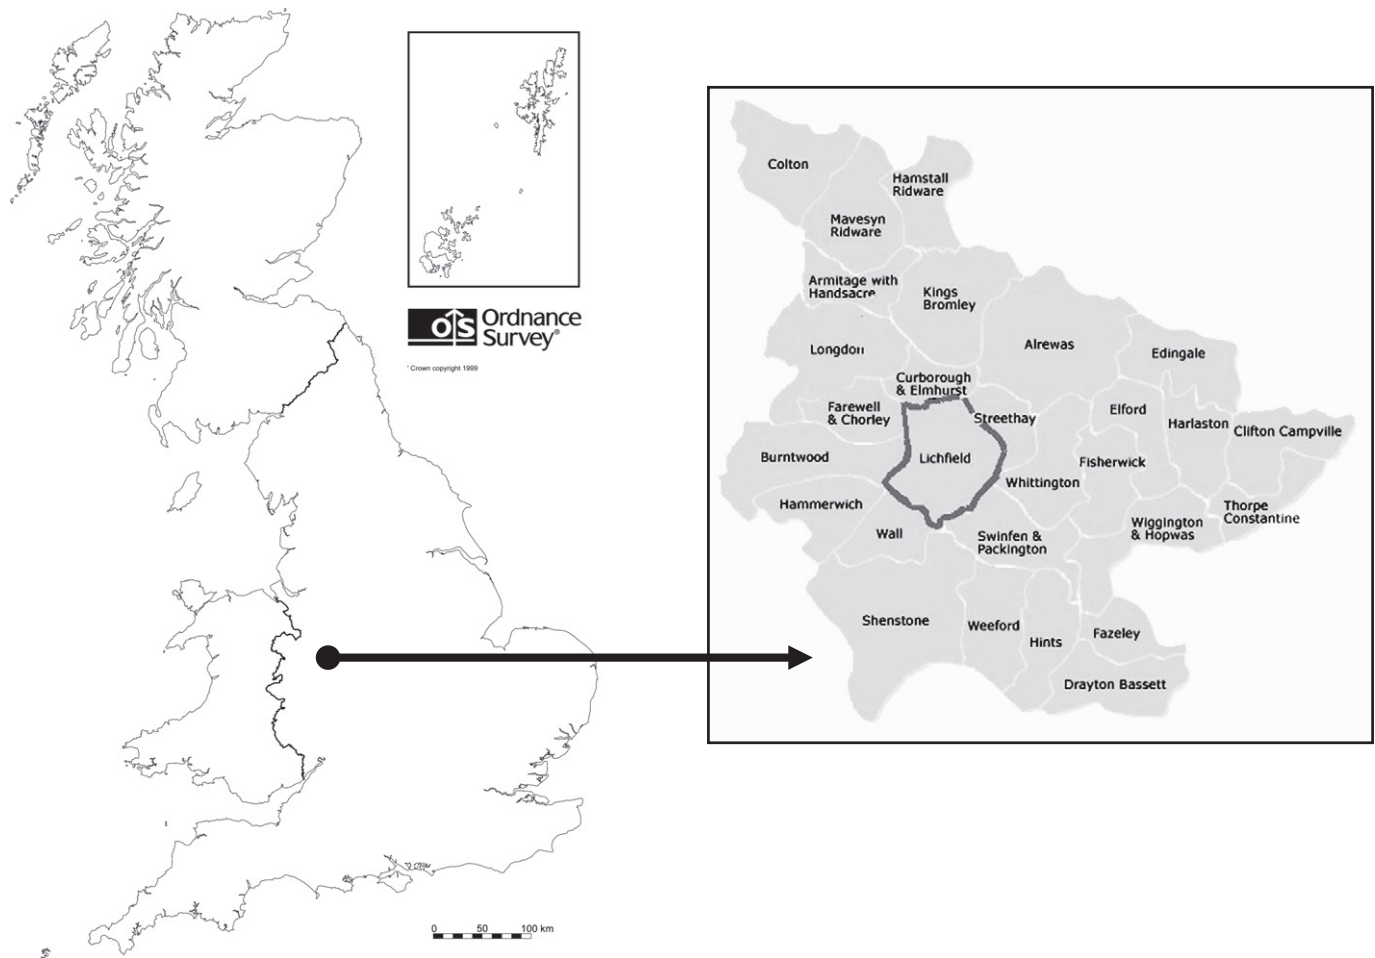 OS Ordnance
Survey®
' Crown copyright 1999
0 50 100 km
Colton
Hamstall
Ridware
Mavesyn
Ridware
Armitage with
Handsacre
Kings
Bromley
Longdon
Alrewas
Edingale
Curborough
& Elmhurst
Farewell
& Chorley
Streethay
Elford
Harlaston
Clifton Campville
Burntwood
Lichfield
Fisherwick
Whittington
Hammerwich
Thorpe
Constantine
Wall
Swinfen &
Packington
Wiggington
& Hopwas
Shenstone
Weeford
Hints
Fazeley
Drayton Bassett